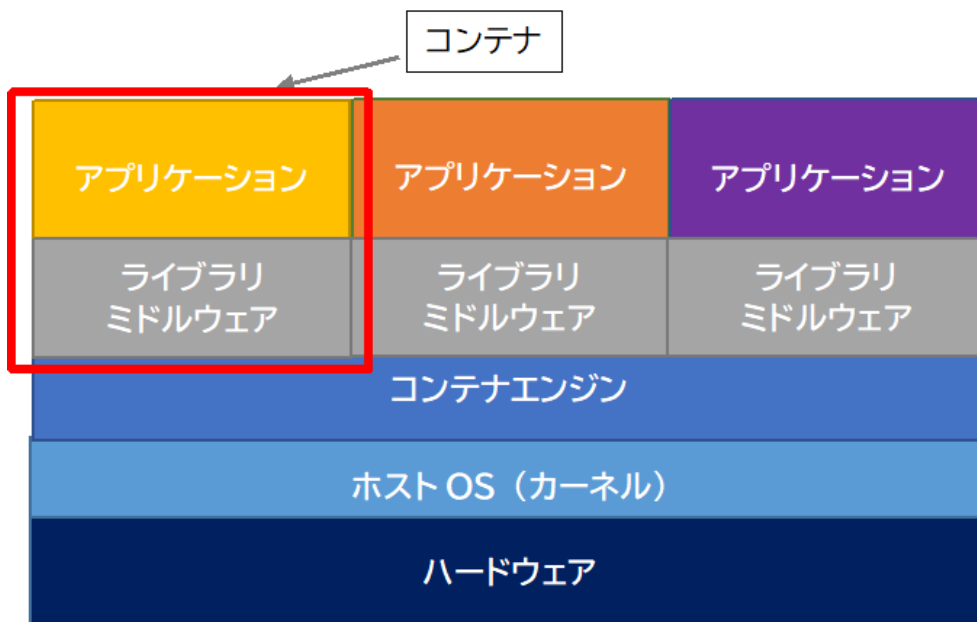 コンテナ
アプリケーション
アプリケーション
アプリケーション
ライブラリ
ミドルウェア
ライブラリ
ミドルウェア
ライブラリ
ミドルウェア
コンテナエンジン
ホスト OS（カーネル）
ハードウェア